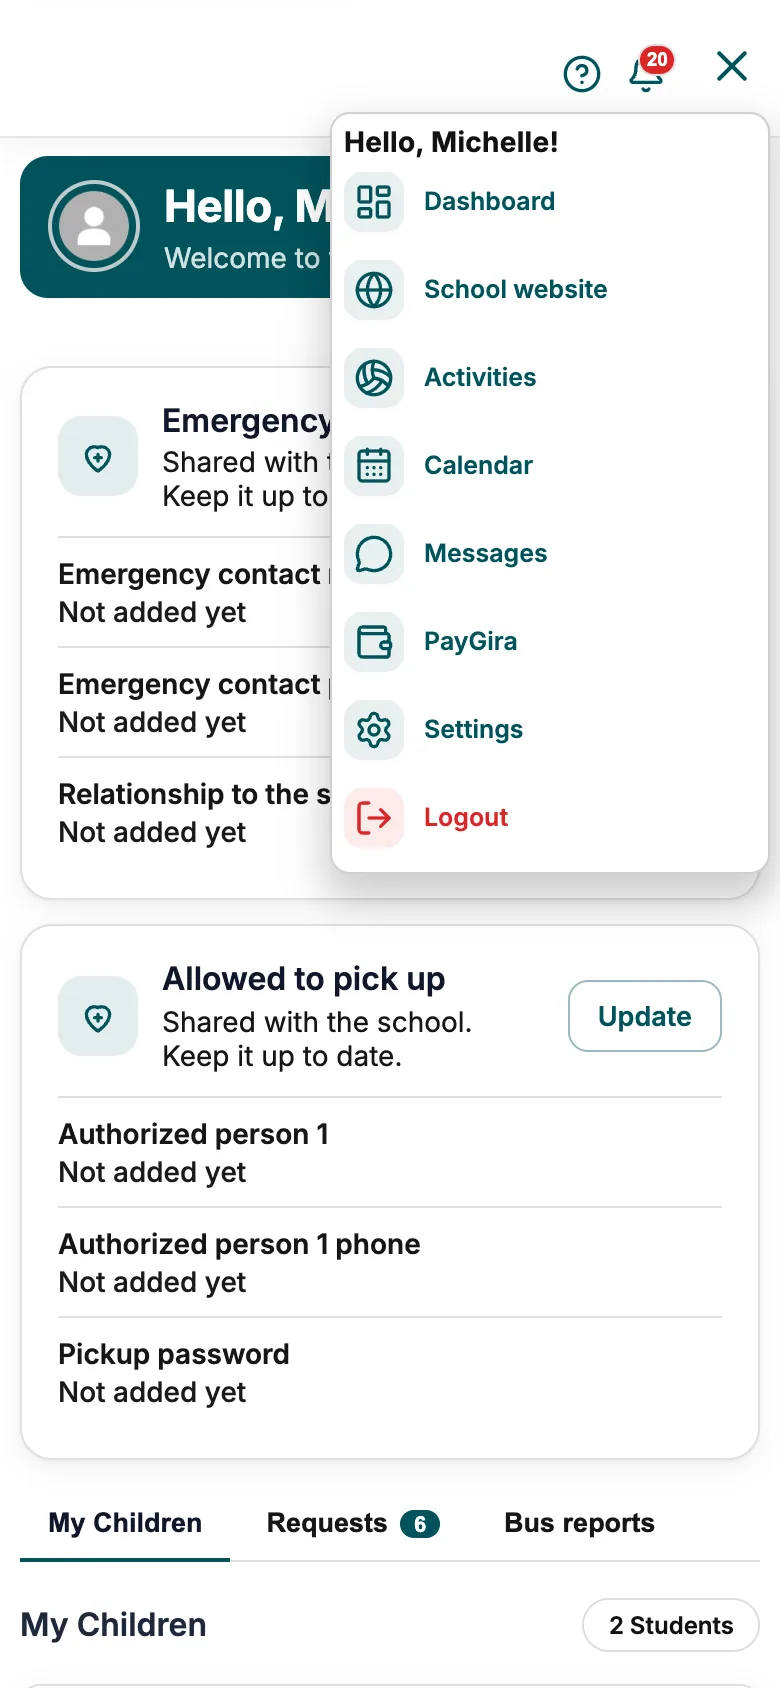 20
Hello, Michelle!
Dashboard
School website
Activities
Calendar
Messages
PayGira
Settings
Logout
Hello, M
Welcome to
Emergency
Shared with
Keep it up to
Emergency contact
Not added yet
Emergency contact
Not added yet
Relationship to the s
Not added yet
Allowed to pick up
Shared with the school.
Keep it up to date.
Update
Authorized person 1
Not added yet
Authorized person 1 phone
Not added yet
Pickup password
Not added yet
My Children
Requests 6
Bus reports
My Children
2 Students